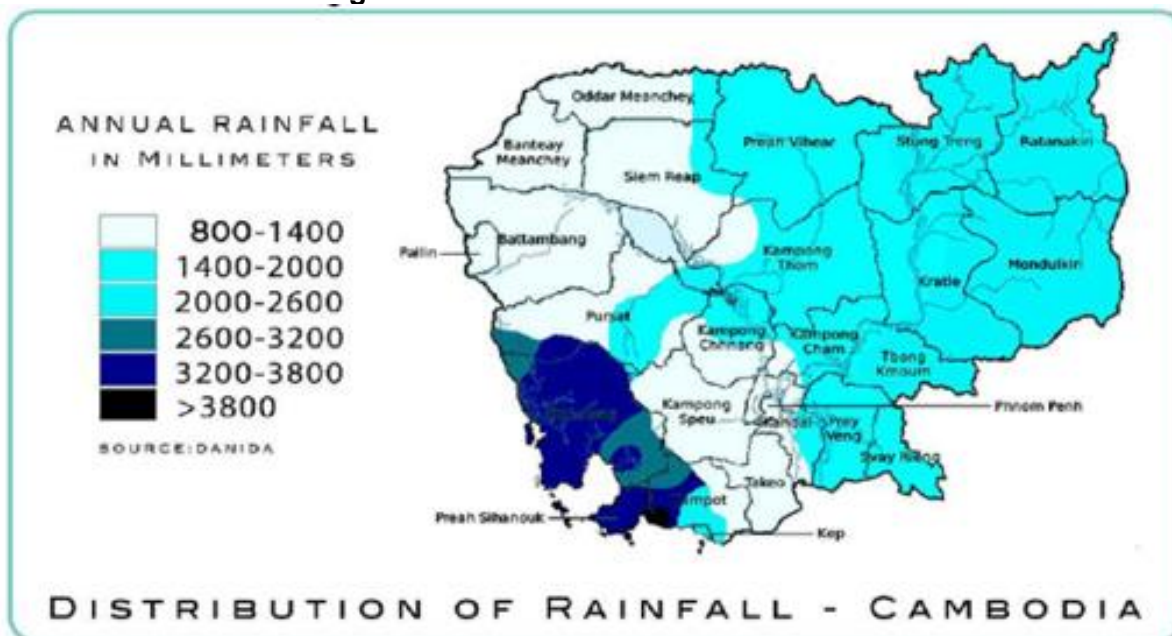 ANNUAL RAINFALL
IN MILLIMETERS
800-1400
1400-2000
2000-2600
2600-3200
3200-3800
>3800
SOURCE:DANIDA
Oddar Meanchey
Banteay
Meanchey
Siem Reap
Preah Vihear
Stung Treng
Ratanakiri
Battambang
Pailin
Kampong
Thom
Kratie
Mondulkiri
Pursat
Kampong
Chhnang
Kampong
Cham
Tbong
Kmoum
Kampong
Speu
Kandal
Prey
Veng
Phnom Penh
Svay Rieng
Takeo
Preah Sihanouk
Kep
DISTRIBUTION OF RAINFALL - CAMBODIA